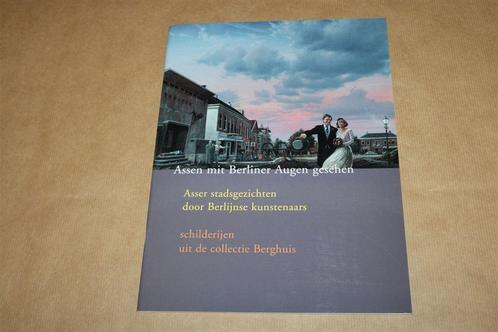 Assen mit Berliner Augen gesehen
Asser stadsgezichten
door Berlijnse kunstenaars
schilderijen
uit de collectie Berghuis